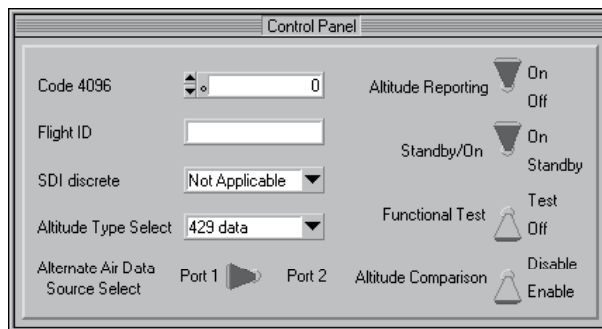 Control Panel
Code 4096
0
Flight ID
SDI discrete
Not Applicable
Altitude Type Select
429 data
Alternate Air Data
Source Select
Port 1
Port 2
Altitude Reporting
On
Off
Standby/On
On
Standby
Functional Test
Test
Off
Altitude Comparison
Disable
Enable